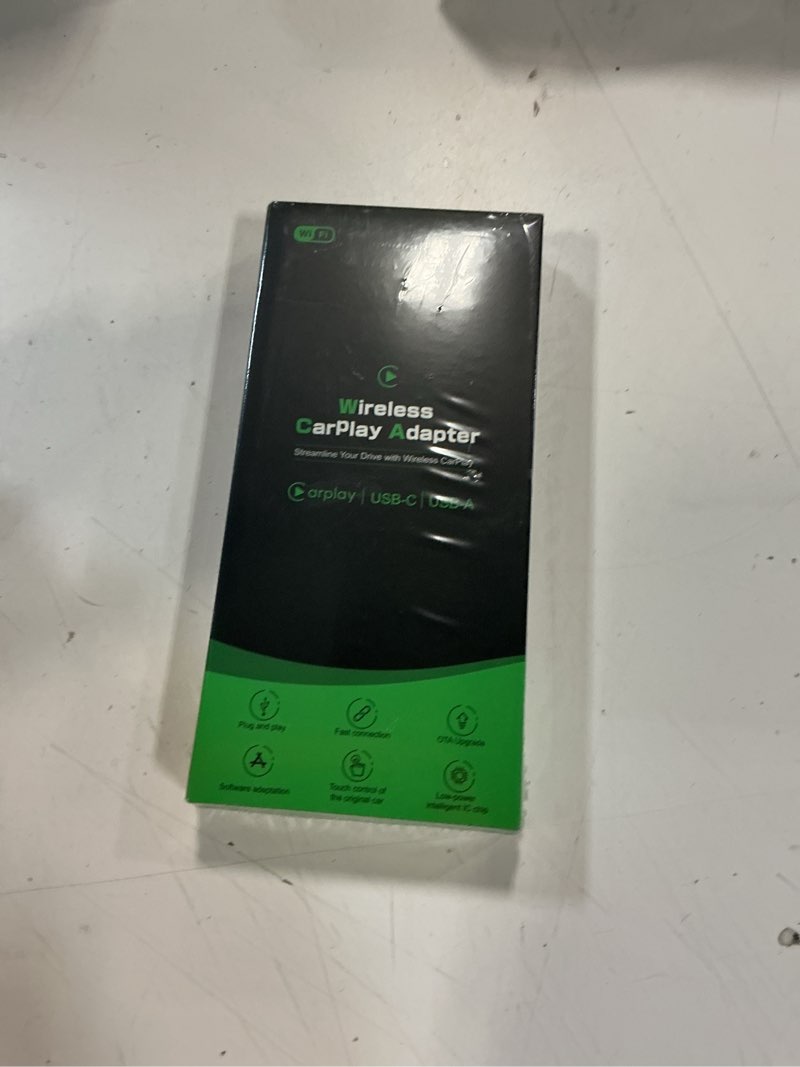 WiFi
Wireless
CarPlay Adapter
Streamline Your Drive with Wireless CarPlay
Carplay | USB-C | USB-A
Plug and play
Fast connection
OTA Upgrade
Software adaptation
Touch control of
the original car
Low-power
intelligent IC chip